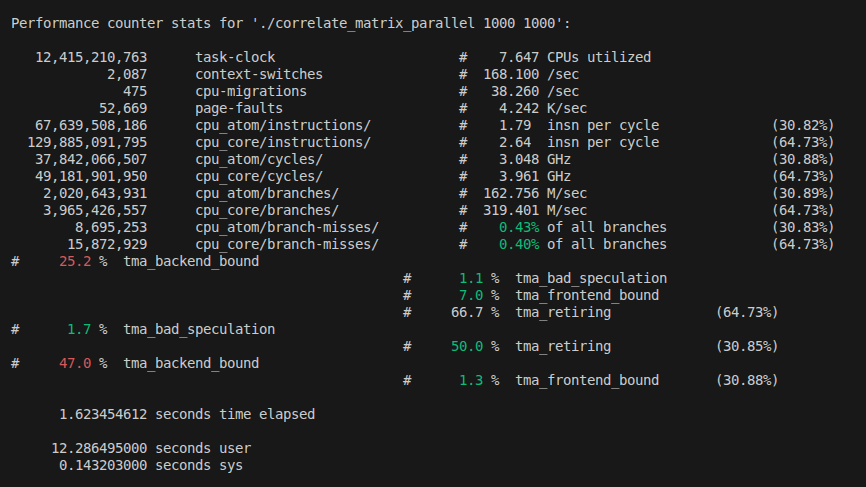 Performance counter stats for './correlate_matrix_parallel 1000 1000':
12,415,210,763 task-clock # 7.647 CPUs utilized
2,087 context-switches # 168.100 /sec
475 cpu-migrations # 38.260 /sec
52,669 page-faults # 4.242 K/sec
67,639,508,186 cpu_atom/instructions/ # 1.79 insn per cycle (30.82%)
129,885,091,795 cpu_core/instructions/ # 2.64 insn per cycle (64.73%)
37,842,066,507 cpu_atom/cycles/ # 3.048 GHz (30.88%)
49,181,901,950 cpu_core/cycles/ # 3.961 GHz (64.73%)
2,020,643,931 cpu_atom/branches/ # 162.756 M/sec (30.89%)
3,965,426,557 cpu_core/branches/ # 319.401 M/sec (64.73%)
8,695,253 cpu_atom/branch-misses/ # 0.43% of all branches (30.83%)
15,872,929 cpu_core/branch-misses/ # 0.40% of all branches (64.73%)
# 25.2 % tma_backend_bound
# 1.1 % tma_bad_speculation
# 7.0 % tma_frontend_bound
# 66.7 % tma_retiring (64.73%)
# 1.7 % tma_bad_speculation
# 50.0 % tma_retiring (30.85%)
# 47.0 % tma_backend_bound
# 1.3 % tma_frontend_bound (30.88%)
1.623454612 seconds time elapsed
12.286495000 seconds user
0.143203000 seconds sys